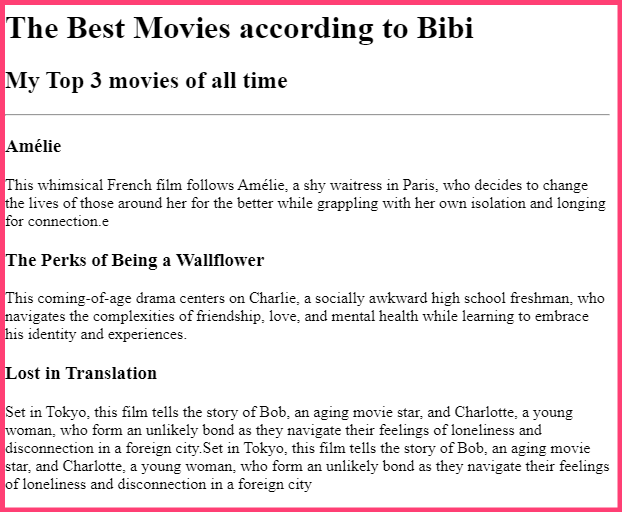 The Best Movies according to Bibi
My Top 3 movies of all time
Amélie
This whimsical French film follows Amélie, a shy waitress in Paris, who decides to change
the lives of those around her for the better while grappling with her own isolation and longing
for connection.e
The Perks of Being a Wallflower
This coming-of-age drama centers on Charlie, a socially awkward high school freshman, who
navigates the complexities of friendship, love, and mental health while learning to embrace
his identity and experiences.
Lost in Translation
Set in Tokyo, this film tells the story of Bob, an aging movie star, and Charlotte, a young
woman, who form an unlikely bond as they navigate their feelings of loneliness and
disconnection in a foreign city.Set in Tokyo, this film tells the story of Bob, an aging movie
star, and Charlotte, a young woman, who form an unlikely bond as they navigate their feelings
of loneliness and disconnection in a foreign city